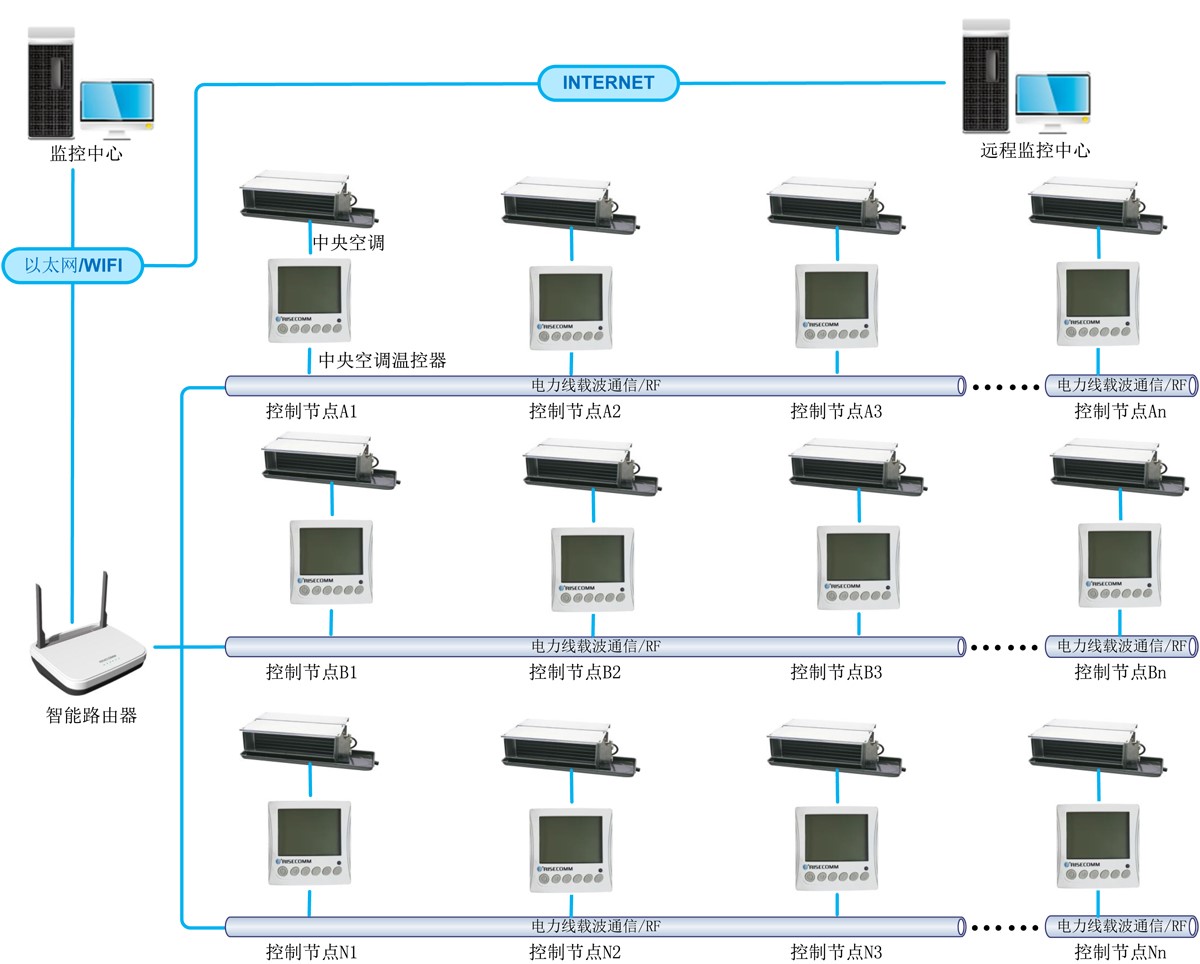 INTERNET
监控中心
远程监控中心
以太网/WIFI
中央空调
RISECOMM
RISECOMM
RISECOMM
RISECOMM
中央空调温控器
电力线载波通信/RF
电力线载波通信/RF
控制节点A1
控制节点A2
控制节点A3
控制节点An
RISECOMM
RISECOMM
RISECOMM
RISECOMM
电力线载波通信/RF
电力线载波通信/RF
控制节点B1
控制节点B2
控制节点B3
控制节点Bn
智能路由器
RISECOMM
RISECOMM
RISECOMM
RISECOMM
电力线载波通信/RF
电力线载波通信/RF
控制节点N1
控制节点N2
控制节点N3
控制节点Nn